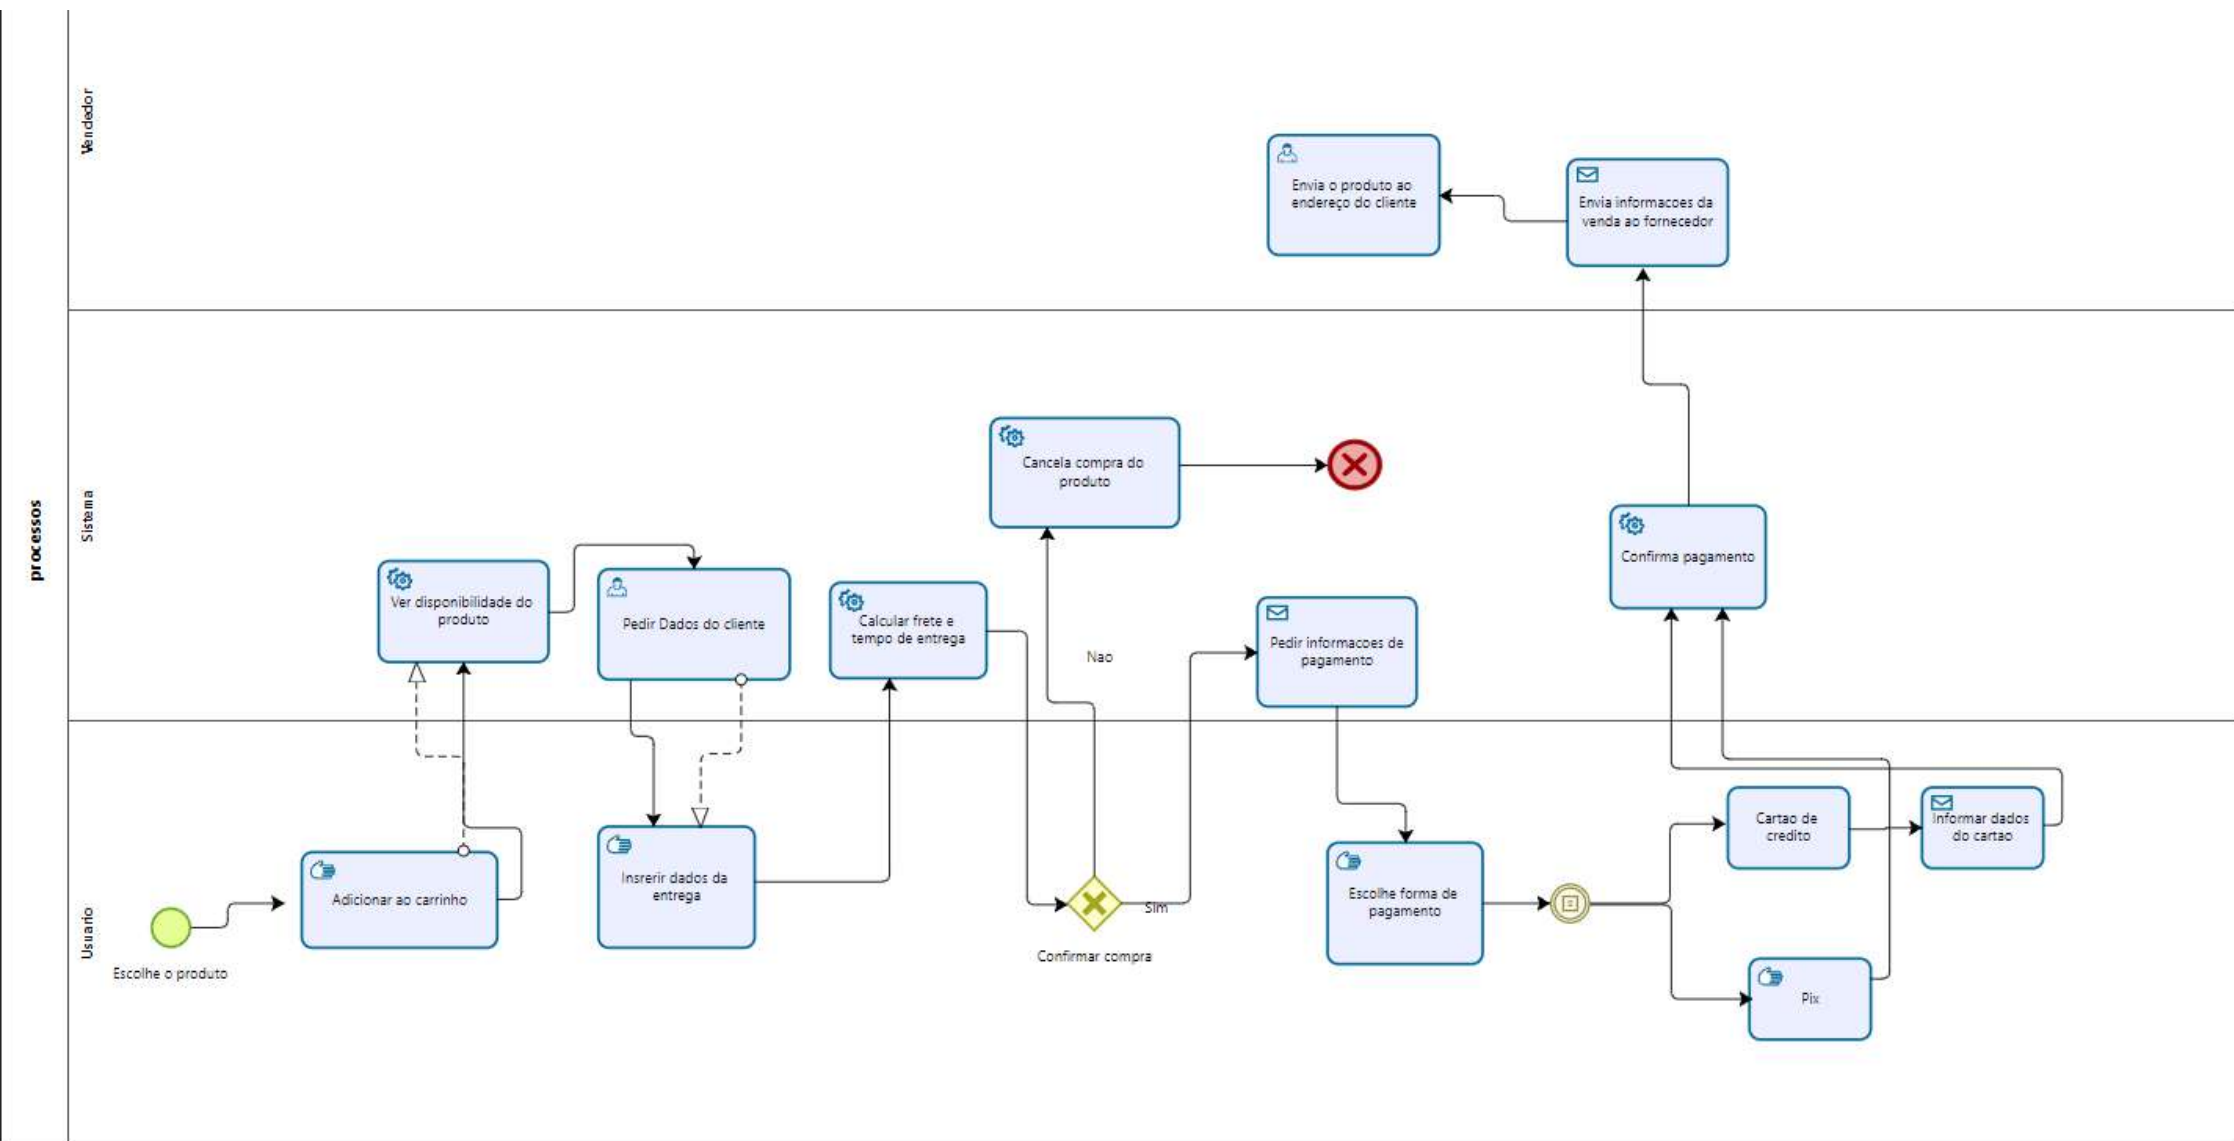 processos
Vendedor
Envia o produto ao
endereço do cliente
Envia informacoes da
venda ao fornecedor
Sistema
Cancela compra do
produto
Confirma pagamento
Ver disponibilidade do
produto
Pedir Dados do cliente
Calcular frete e
tempo de entrega
Nao
Pedir informacoes de
pagamento
Usuario
Escolhe o produto
Adicionar ao carrinho
Insrerir dados da
entrega
Sim
Confirmar compra
Escolhe forma de
pagamento
Cartao de
credito
Informar dados
do cartao
Pix